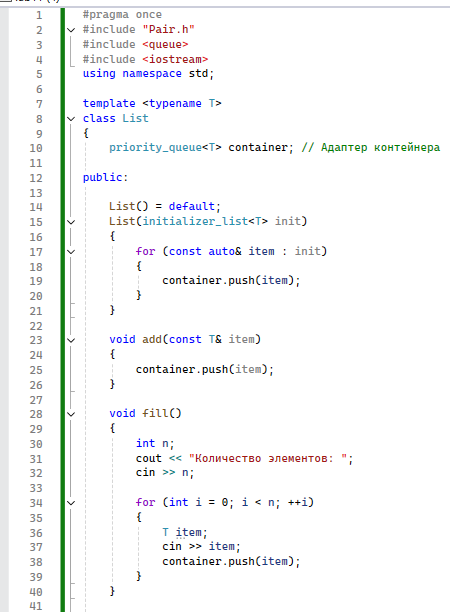 1 #pragma once
2 #include "Pair.h"
3 #include <queue>
4 #include <iostream>
5 using namespace std;
6
7 template <typename T>
8 class List
9 {
10 priority_queue<T> container; // Адаптер контейнера
11
12 public:
13
14 List() = default;
15 List(initializer_list<T> init)
16 {
17 for (const auto& item : init)
18 {
19 container.push(item);
20 }
21 }
22
23 void add(const T& item)
24 {
25 container.push(item);
26 }
27
28 void fill()
29 {
30 int n;
31 cout << "Количество элементов: ";
32 cin >> n;
33
34 for (int i = 0; i < n; ++i)
35 {
36 T item;
37 cin >> item;
38 container.push(item);
39 }
40 }
41